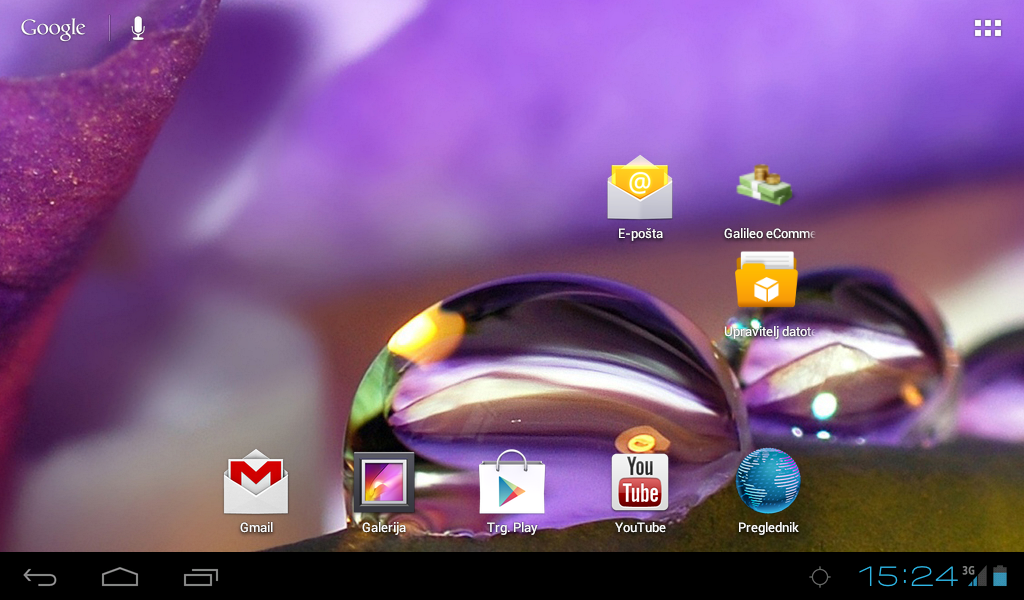 Google
@
E-pošta
Galileo eComme
Upravitelj datote
M
You
Tube
Gmail
Galerija
Trg. Play
YouTube
Preglednik
15:24
3G